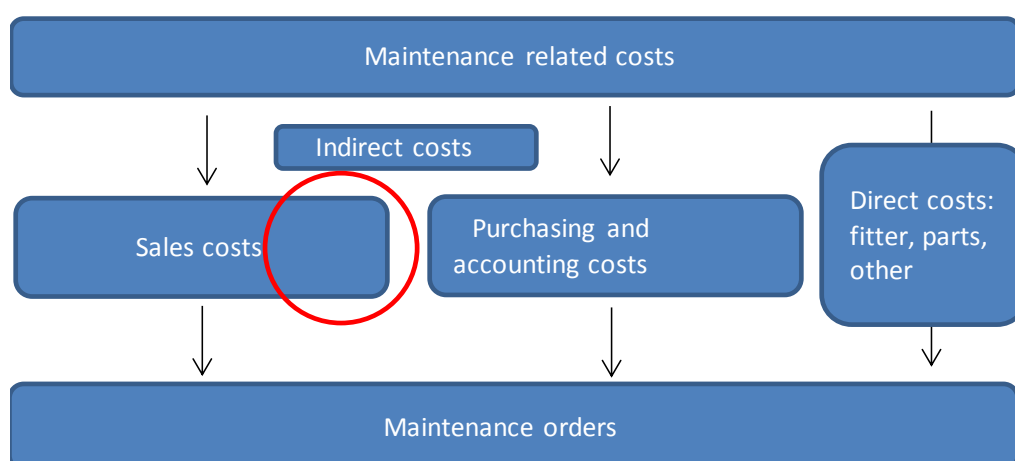 Maintenance related costs
Indirect costs
Sales costs
Purchasing and
accounting costs
Direct costs:
fitter, parts,
other
Maintenance orders